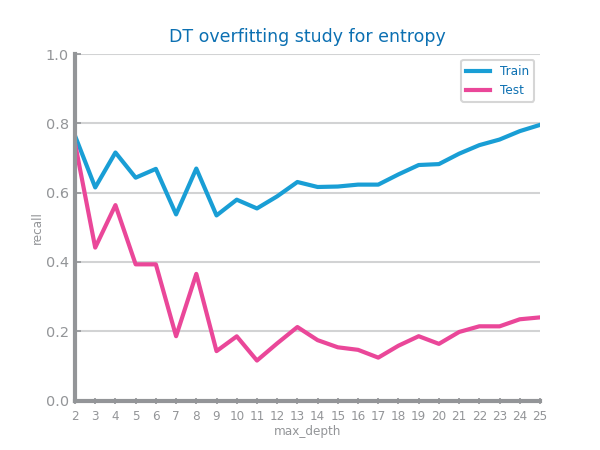 DT overfitting study for entropy
1.0
Train
Test
0.8
0.6
recall
0.4
0.2
0.0
2 3 4 5 6 7 8 9 10 11 12 13 14 15 16 17 18 19 20 21 22 23 24 25
max_depth